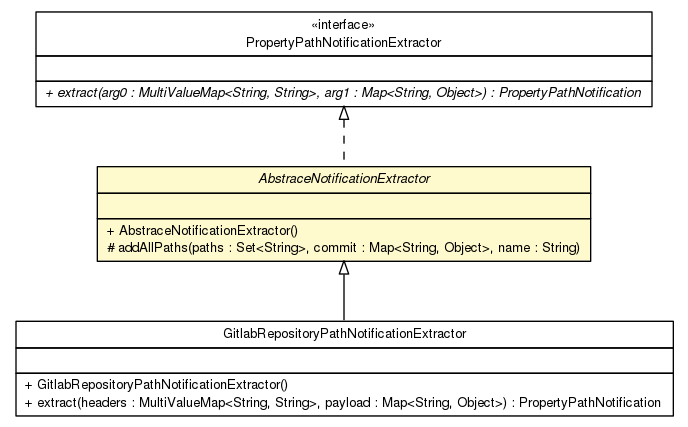 «interface»
PropertyPathNotificationExtractor
+ extract(arg0 : MultiValueMap<String, String>, arg1 : Map<String, Object>) : PropertyPathNotification
AbstraceNotificationExtractor
+ AbstraceNotificationExtractor()
# addAllPaths(paths : Set<String>, commit : Map<String, Object>, name : String)
GitlabRepositoryPathNotificationExtractor
+ GitlabRepositoryPathNotificationExtractor()
+ extract(headers : MultiValueMap<String, String>, payload : Map<String, Object>) : PropertyPathNotification